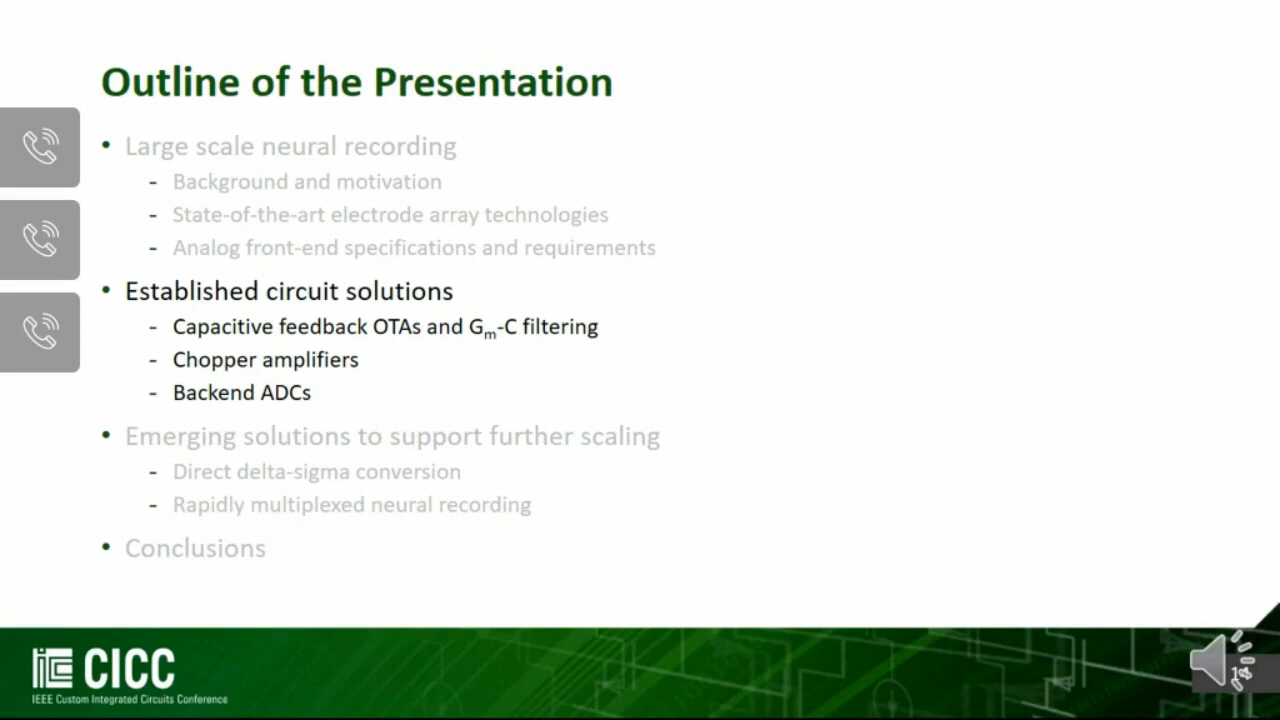 Outline of the Presentation
• Large scale neural recording
- Background and motivation
- State-of-the-art electrode array technologies
- Analog front-end specifications and requirements
• Established circuit solutions
- Capacitive feedback OTAs and Gm-C filtering
- Chopper amplifiers
- Backend ADCs
• Emerging solutions to support further scaling
- Direct delta-sigma conversion
- Rapidly multiplexed neural recording
• Conclusions
CICC
IEEE Custom Integrated Circuits Conference